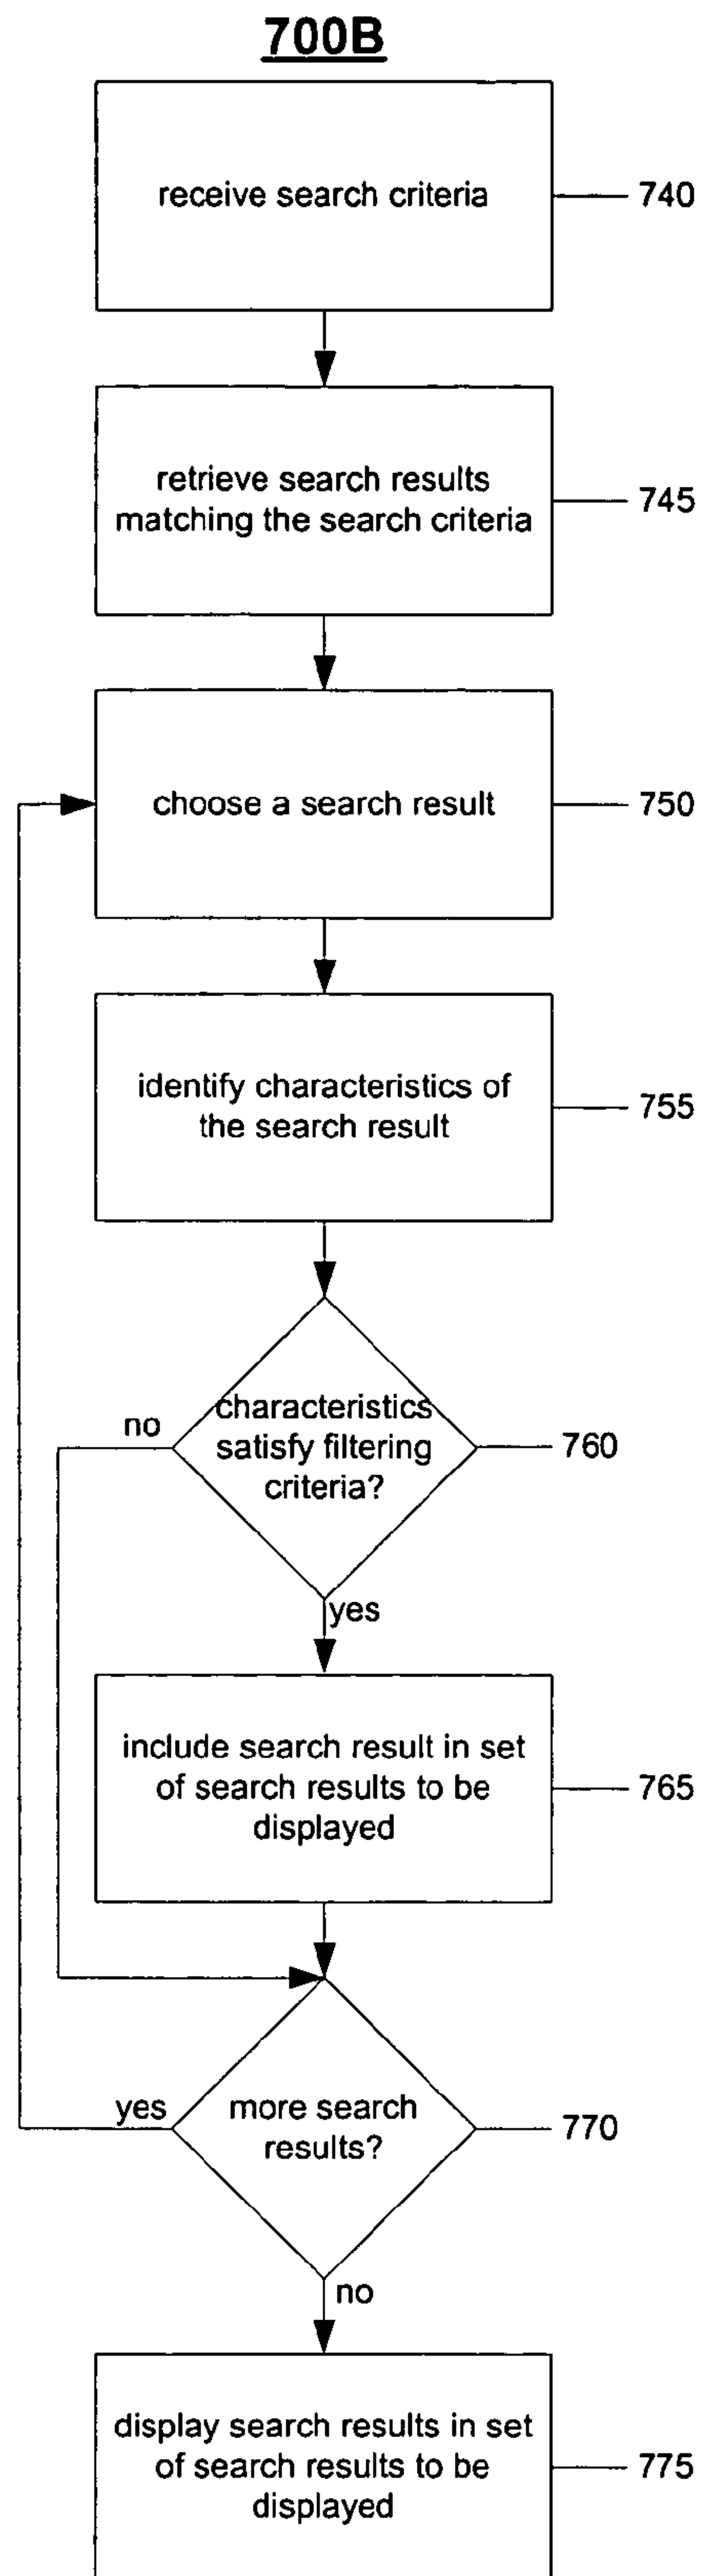 700B
receive search criteria
740
retrieve search results
matching the search criteria
745
choose a search result
750
identify characteristics of
the search result
755
no
characteristics
satisfy filtering
criteria?
760
yes
include search result in set
of search results to be
displayed
765
yes
more search
results?
770
no
display search results in set
of search results to be
displayed
775